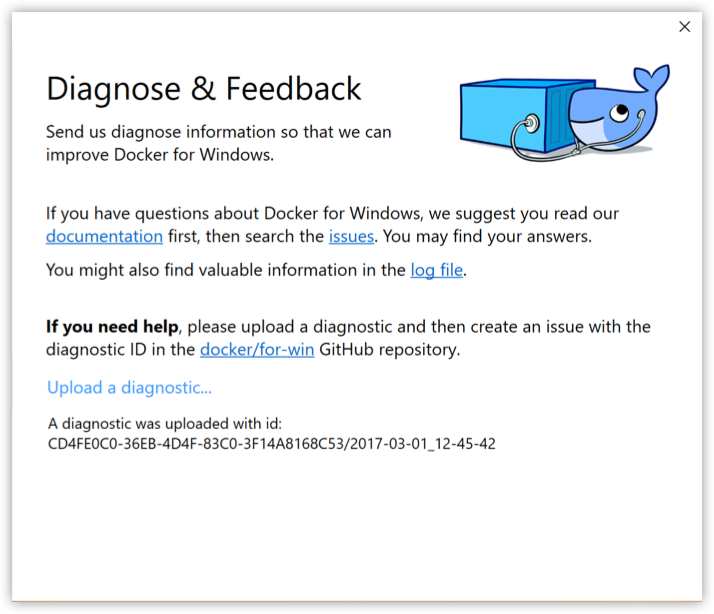 Diagnose & Feedback
Send us diagnose information so that we can
improve Docker for Windows.
If you have questions about Docker for Windows, we suggest you read our
documentation first, then search the issues. You may find your answers.
You might also find valuable information in the log file.
If you need help, please upload a diagnostic and then create an issue with the
diagnostic ID in the docker/for-win GitHub repository.
Upload a diagnostic...
A diagnostic was uploaded with id:
CD4FE0C0-36EB-4D4F-83C0-3F14A8168C53/2017-03-01_12-45-42